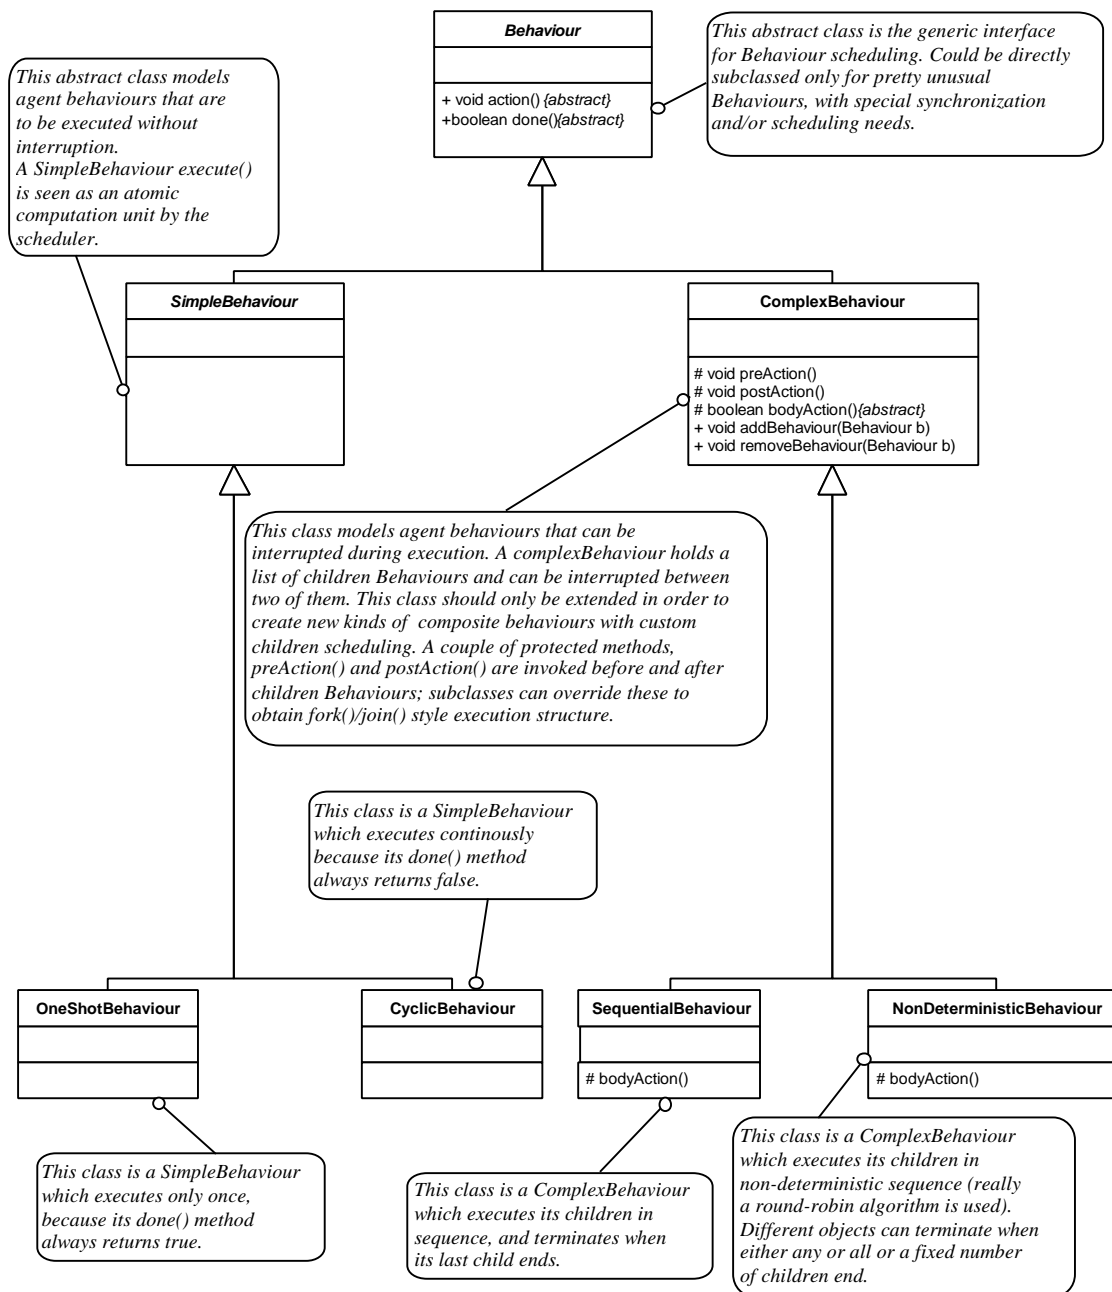 Behaviour
+ void action() {abstract}
+boolean done(){abstract}
This abstract class is the generic interface
for Behaviour scheduling. Could be directly
subclassed only for pretty unusual
Behaviours, with special synchronization
and/or scheduling needs.
This abstract class models
agent behaviours that are
to be executed without
interruption.
A SimpleBehaviour execute()
is seen as an atomic
computation unit by the
scheduler.
SimpleBehaviour
ComplexBehaviour
# void preAction()
# void postAction()
# boolean bodyAction(){abstract}
+ void addBehaviour(Behaviour b)
+ void removeBehaviour(Behaviour b)
This class models agent behaviours that can be
interrupted during execution. A complexBehaviour holds a
list of children Behaviours and can be interrupted between
two of them. This class should only be extended in order to
create new kinds of composite behaviours with custom
children scheduling. A couple of protected methods,
preAction() and postAction() are invoked before and after
children Behaviours; subclasses can override these to
obtain fork()/join() style execution structure.
This class is a SimpleBehaviour
which executes continously
because its done() method
always returns false.
OneShotBehaviour
CyclicBehaviour
SequentialBehaviour
# bodyAction()
NonDeterministicBehaviour
# bodyAction()
This class is a SimpleBehaviour
which executes only once,
because its done() method
always returns true.
This class is a ComplexBehaviour
which executes its children in
sequence, and terminates when
its last child ends.
This class is a ComplexBehaviour
which executes its children in
non-deterministic sequence (really
a round-robin algorithm is used).
Different objects can terminate when
either any or all or a fixed number
of children end.